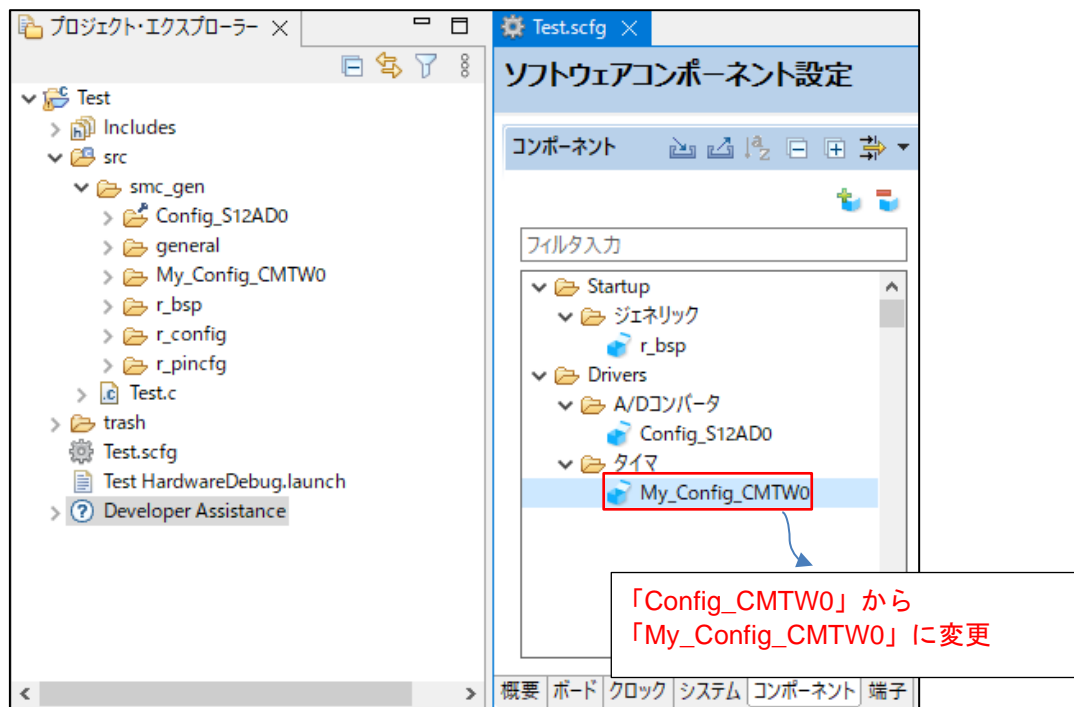 プロジェクト・エクスプローラー
Test
Includes
src
smc_gen
Config_S12AD0
general
My_Config_CMTW0
r_bsp
r_config
r_pincfg
Test.c
trash
Test.scfg
Test HardwareDebug.launch
Developer Assistance
Test.scfg
ソフトウェアコンポーネント設定
コンポーネント
フィルタ入力
Startup
ジェネリック
r_bsp
Drivers
A/Dコンバータ
Config_S12AD0
タイマ
My_Config_CMTW0
「Config_CMTW0」から
「My_Config_CMTW0」に変更
概要 ボード クロック システム コンポーネント 端子